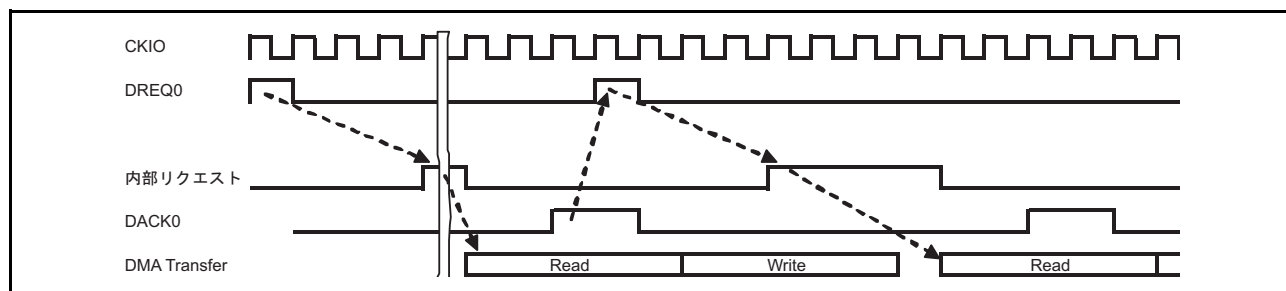 CKIO
DREQ0
内部リクエスト
DACK0
DMA Transfer Read Write Read